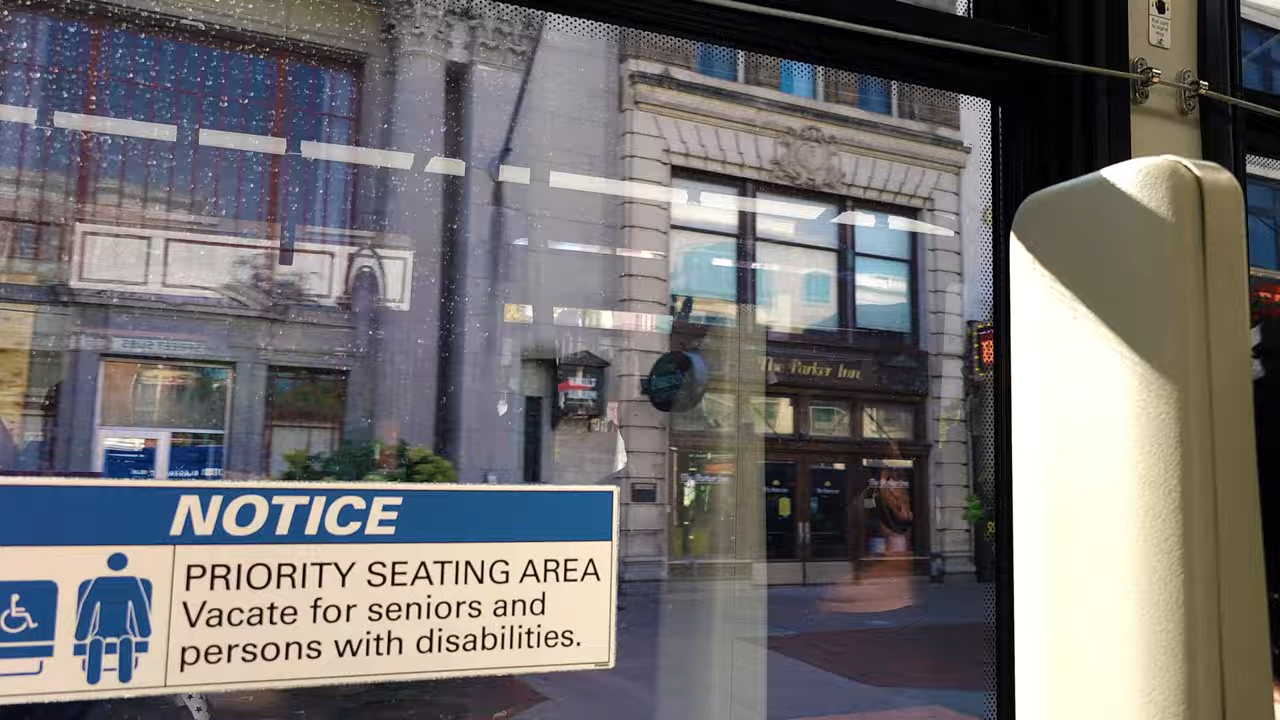 The Parker Inn
NOTICE
PRIORITY SEATING AREA
Vacate for seniors and
persons with disabilities.